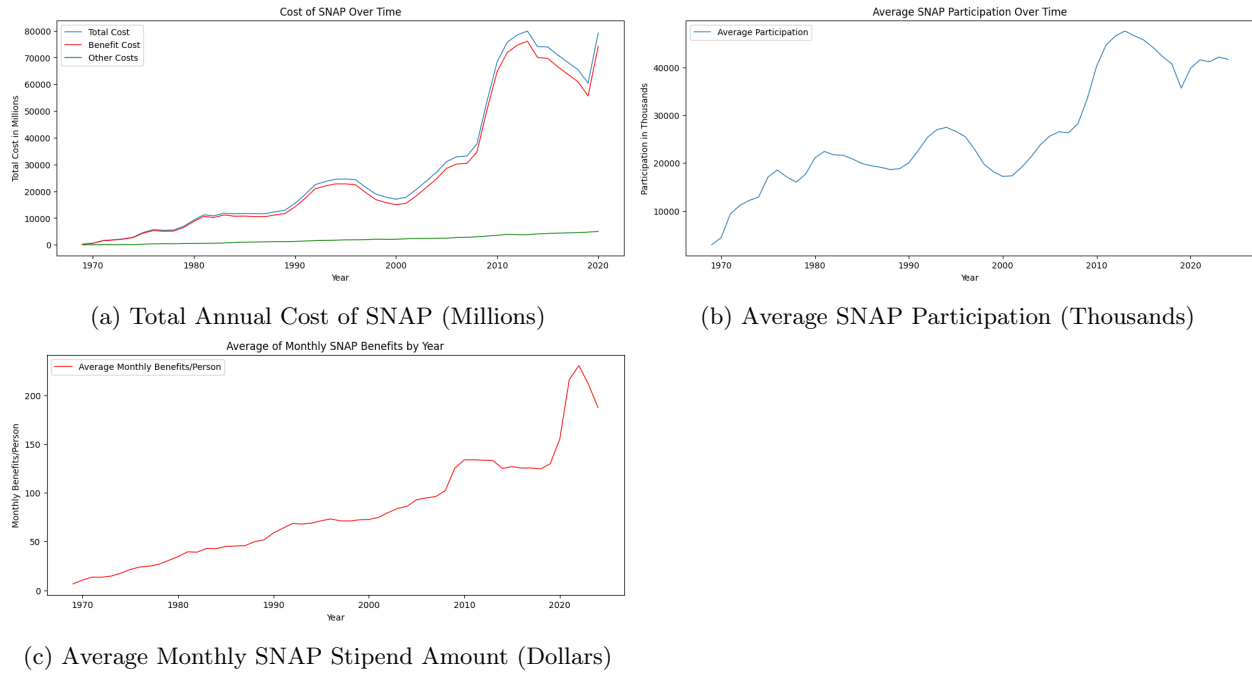 Cost of SNAP Over Time
Total Cost
Benefit Cost
Other Costs
Total Cost in Millions
80000
70000
60000
50000
40000
30000
20000
10000
0
1970
1980
1990
2000
2010
2020
Year
(a) Total Annual Cost of SNAP (Millions)
Average SNAP Participation Over Time
Average Participation
Participation in Thousands
40000
30000
20000
10000
1970
1980
1990
2000
2010
2020
Year
(b) Average SNAP Participation (Thousands)
Average of Monthly SNAP Benefits by Year
Average Monthly Benefits/Person
Monthly Benefits/Person
200
150
100
50
0
1970
1980
1990
2000
2010
2020
Year
(c) Average Monthly SNAP Stipend Amount (Dollars)